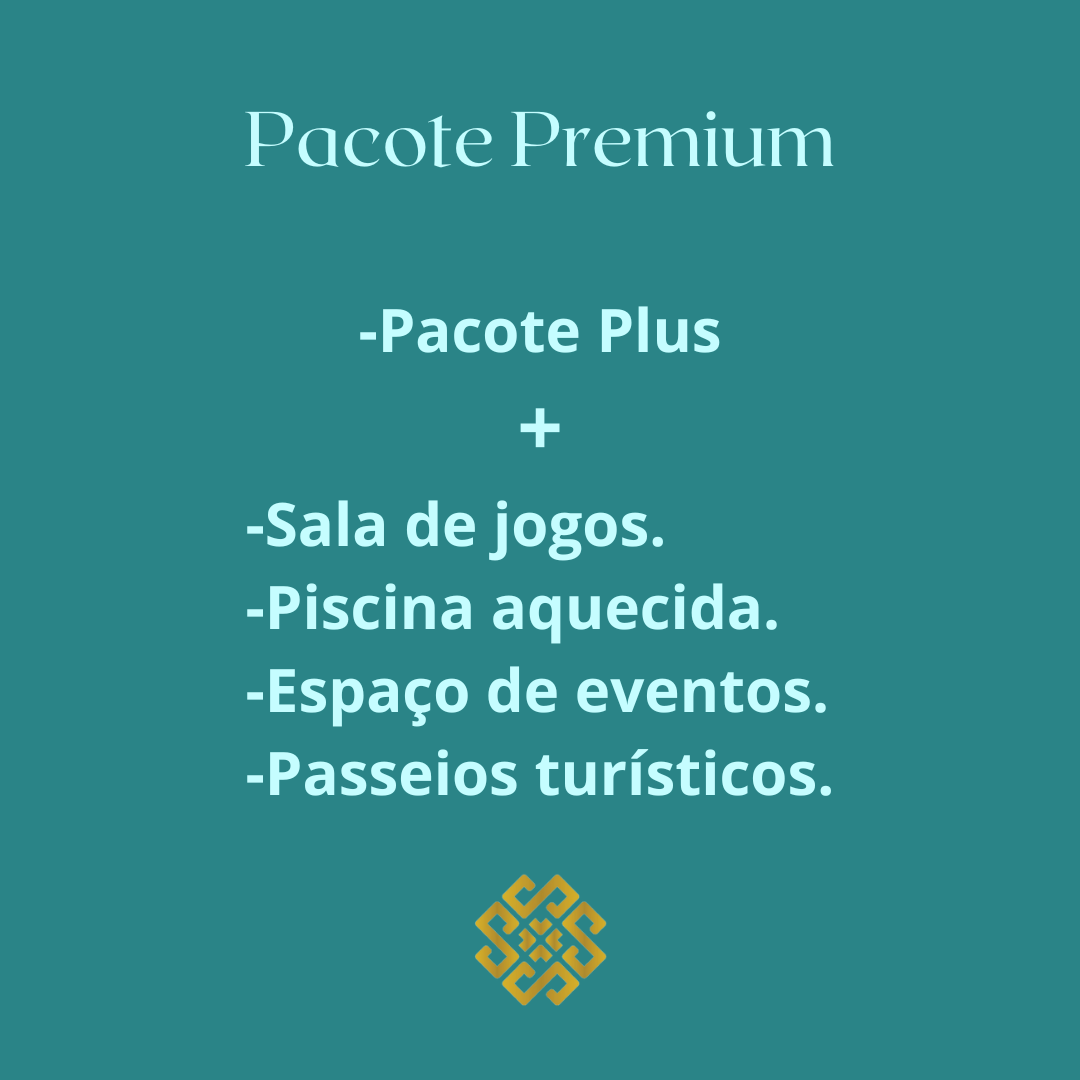 Pacote Premium
-Pacote Plus
+
-Sala de jogos.
-Piscina aquecida.
-Espaço de eventos.
-Passeios turísticos.